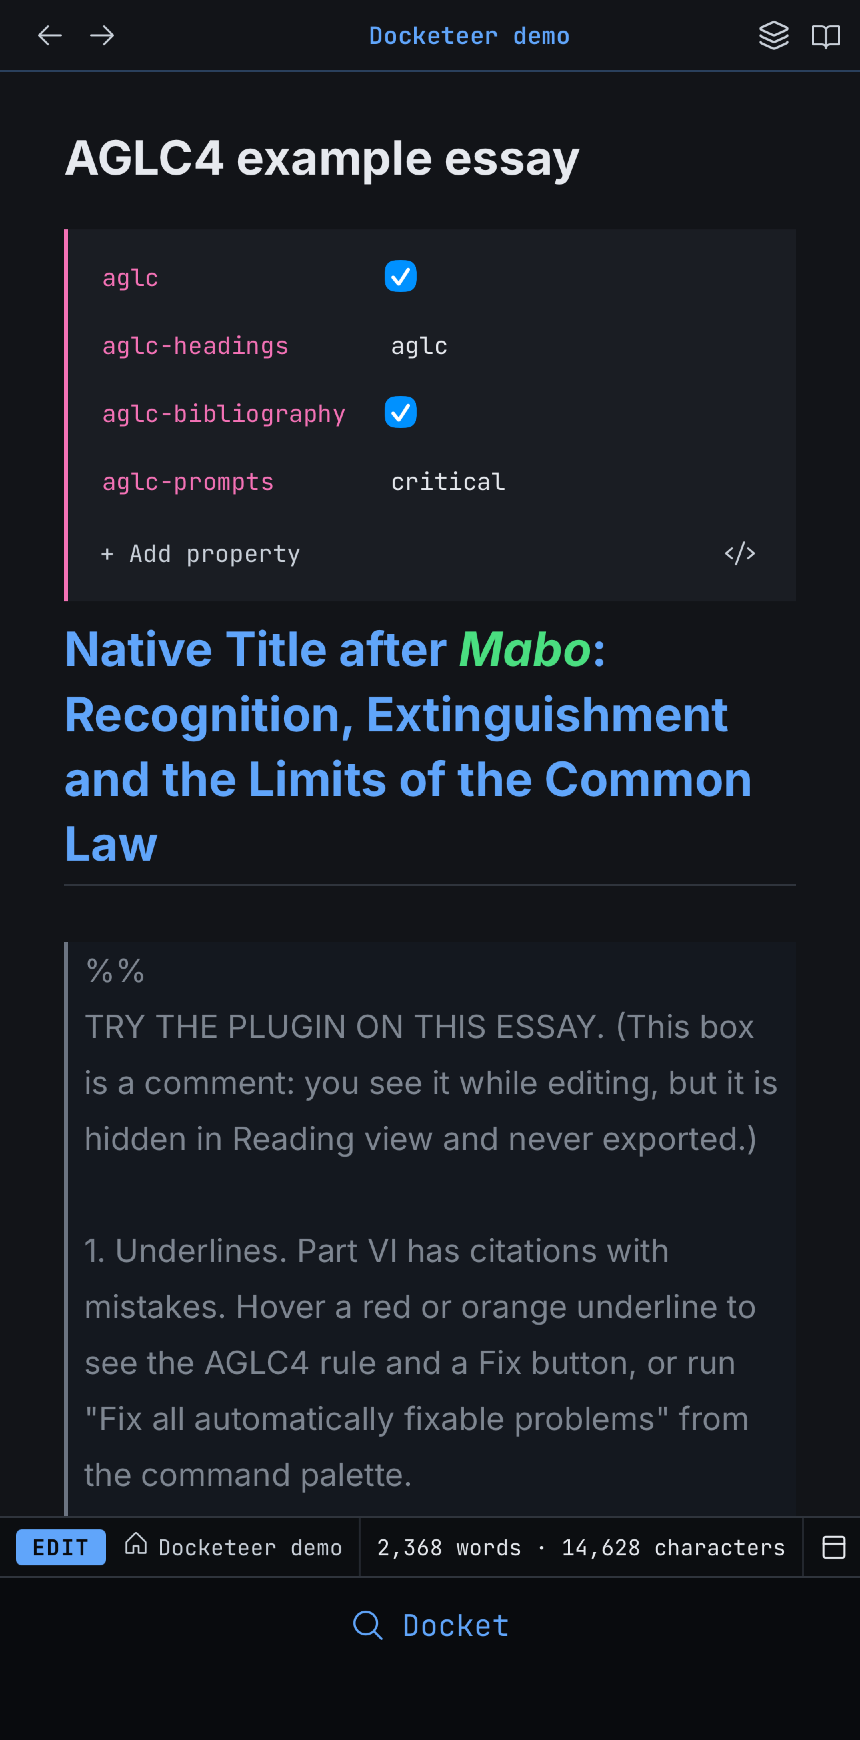 Docketeer demo
AGLC4 example essay
aglc
aglc-headings aglc
aglc-bibliography
aglc-prompts critical
+ Add property </>
Native Title after Mabo:
Recognition, Extinguishment
and the Limits of the Common
Law
%%
TRY THE PLUGIN ON THIS ESSAY. (This box
is a comment: you see it while editing, but it is
hidden in Reading view and never exported.)
1. Underlines. Part VI has citations with
mistakes. Hover a red or orange underline to
see the AGLC4 rule and a Fix button, or run
"Fix all automatically fixable problems" from
the command palette.
EDIT Docketeer demo 2,368 words · 14,628 characters
Docket